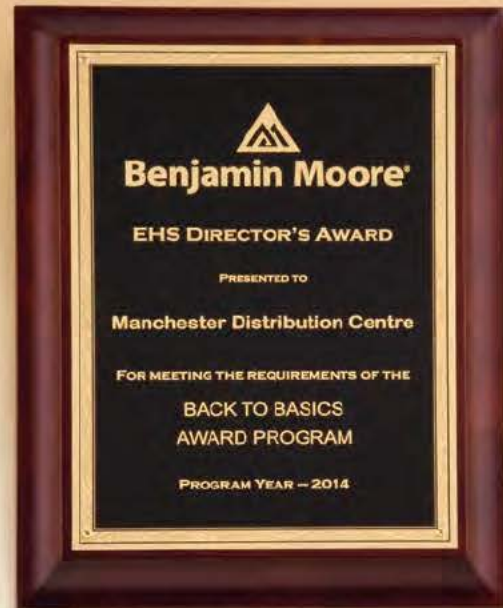 Benjamin Moore®
EHS DIRECTOR'S AWARD
PRESENTED TO
Manchester Distribution Centre
FOR MEETING THE REQUIREMENTS OF THE
BACK TO BASICS
AWARD PROGRAM
PROGRAM YEAR – 2014